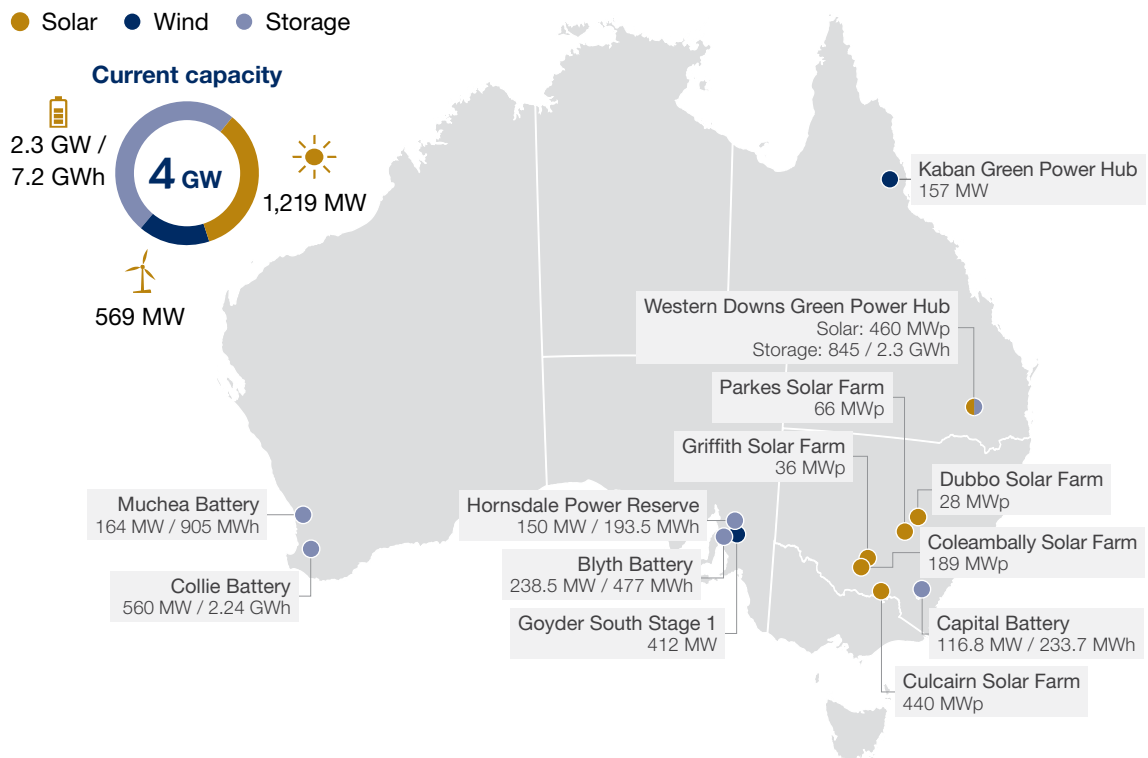 Solar
Wind
Storage
Current capacity
2.3 GW /
7.2 GWh
4 GW
1,219 MW
569 MW
Kaban Green Power Hub
157 MW
Western Downs Green Power Hub
Solar: 460 MWp
Storage: 845 / 2.3 GWh
Parkes Solar Farm
66 MWp
Griffith Solar Farm
36 MWp
Dubbo Solar Farm
28 MWp
Muchea Battery
164 MW / 905 MWh
Hornsdale Power Reserve
150 MW / 193.5 MWh
Coleambally Solar Farm
189 MWp
Blyth Battery
238.5 MW / 477 MWh
Collie Battery
560 MW / 2.24 GWh
Goyder South Stage 1
412 MW
Capital Battery
116.8 MW / 233.7 MWh
Culcairn Solar Farm
440 MWp